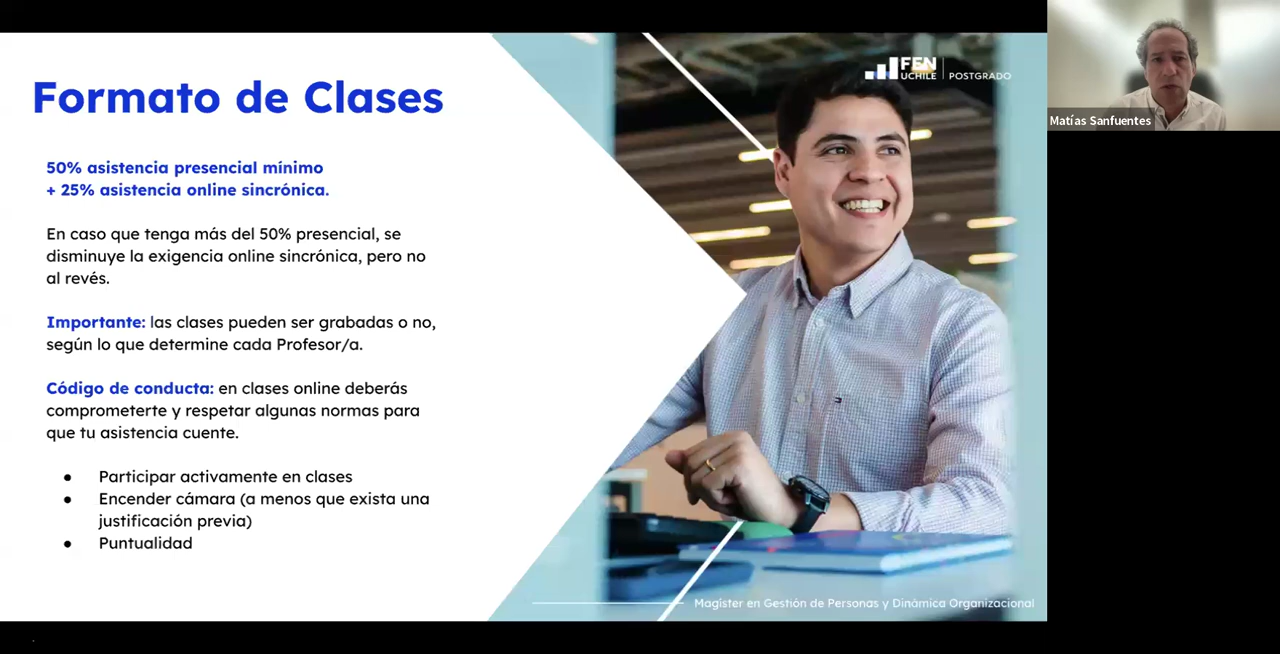 Formato de Clases
50% asistencia presencial mínimo
+ 25% asistencia online sincrónica.
En caso que tenga más del 50% presencial, se
disminuye la exigencia online sincrónica, pero no
al revés.
Importante: las clases pueden ser grabadas o no,
según lo que determine cada Profesor/a.
Código de conducta: en clases online deberás
comprometerte y respetar algunas normas para
que tu asistencia cuente.
● Participar activamente en clases
● Encender cámara (a menos que exista una
justificación previa)
● Puntualidad
FEN
UCHILE
POSTGRADO
Magíster en Gestión de Personas y Dinámica Organizacional
Matías Sanfuentes